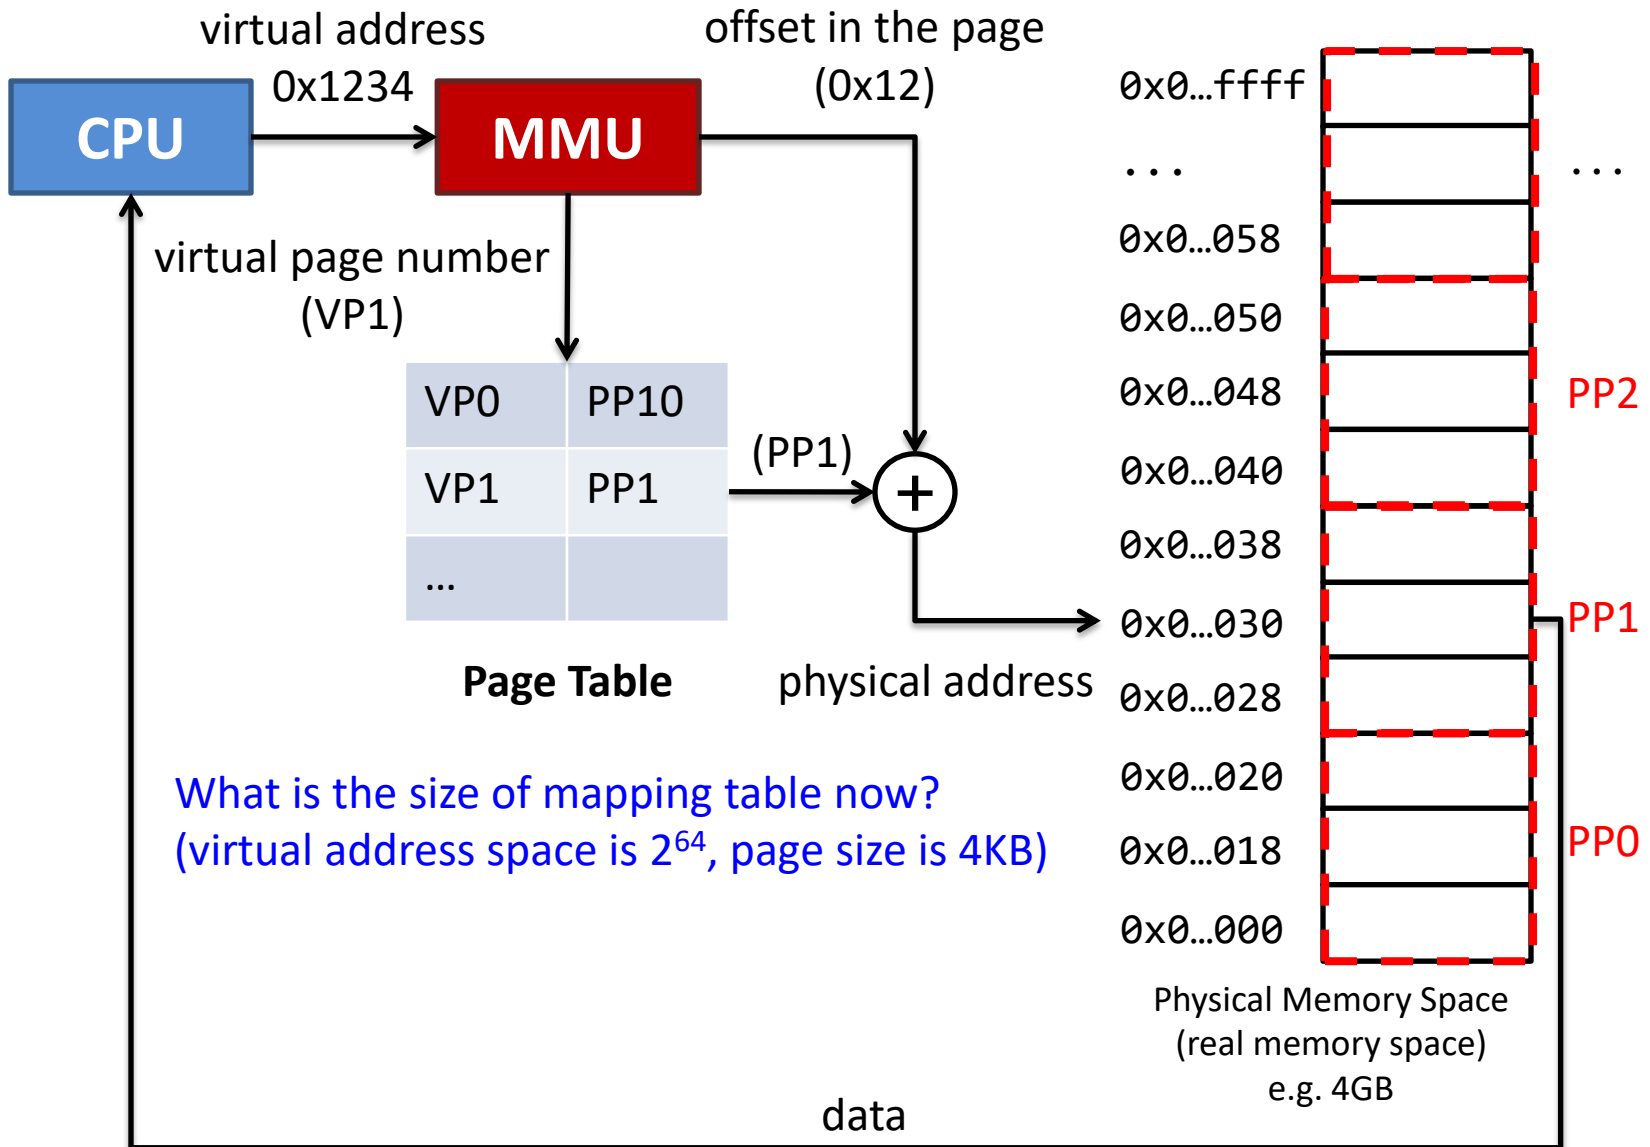 virtual address
0x1234
offset in the page
(0x12)
CPU
MMU
virtual page number
(VP1)
VP0 PP10
VP1 PP1
…
Page Table
(PP1)
+
physical address
What is the size of mapping table now?
(virtual address space is 2⁶⁴, page size is 4KB)
0x0…ffff
...
...
0x0…058
0x0…050
0x0…048
PP2
0x0…040
0x0…038
0x0…030
PP1
0x0…028
0x0…020
0x0…018
PP0
0x0…000
Physical Memory Space
(real memory space)
e.g. 4GB
data